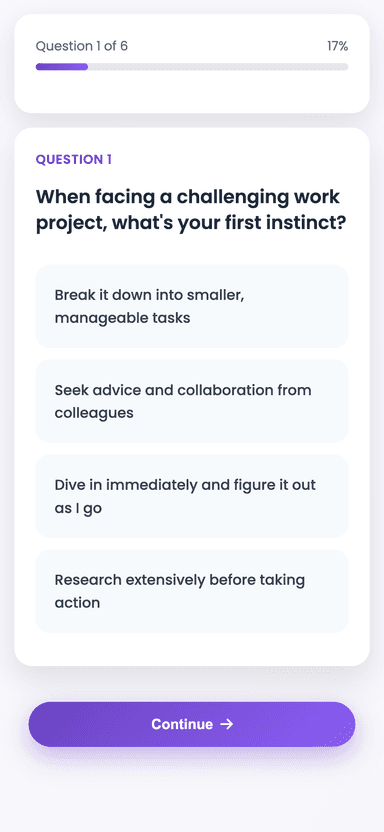 Question 1 of 6
17%
QUESTION 1
When facing a challenging work
project, what's your first instinct?
Break it down into smaller,
manageable tasks
Seek advice and collaboration from
colleagues
Dive in immediately and figure it out
as I go
Research extensively before taking
action
Continue →